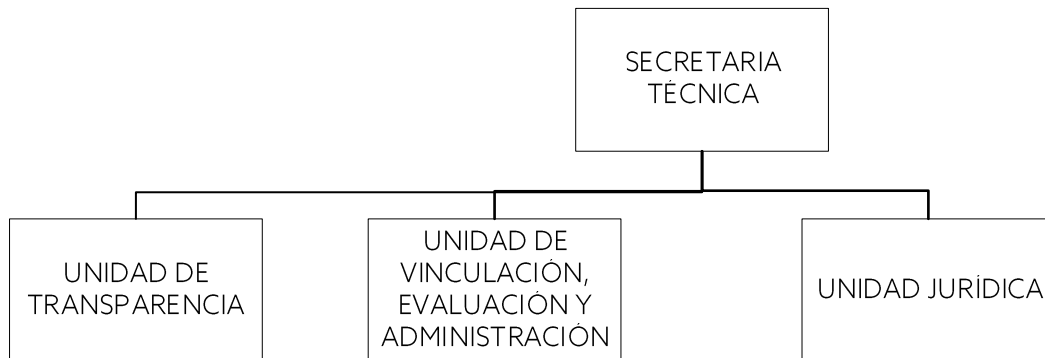 SECRETARIA
TÉCNICA
UNIDAD DE
TRANSPARENCIA
UNIDAD DE
VINCULACIÓN,
EVALUACIÓN Y
ADMINISTRACIÓN
UNIDAD JURÍDICA